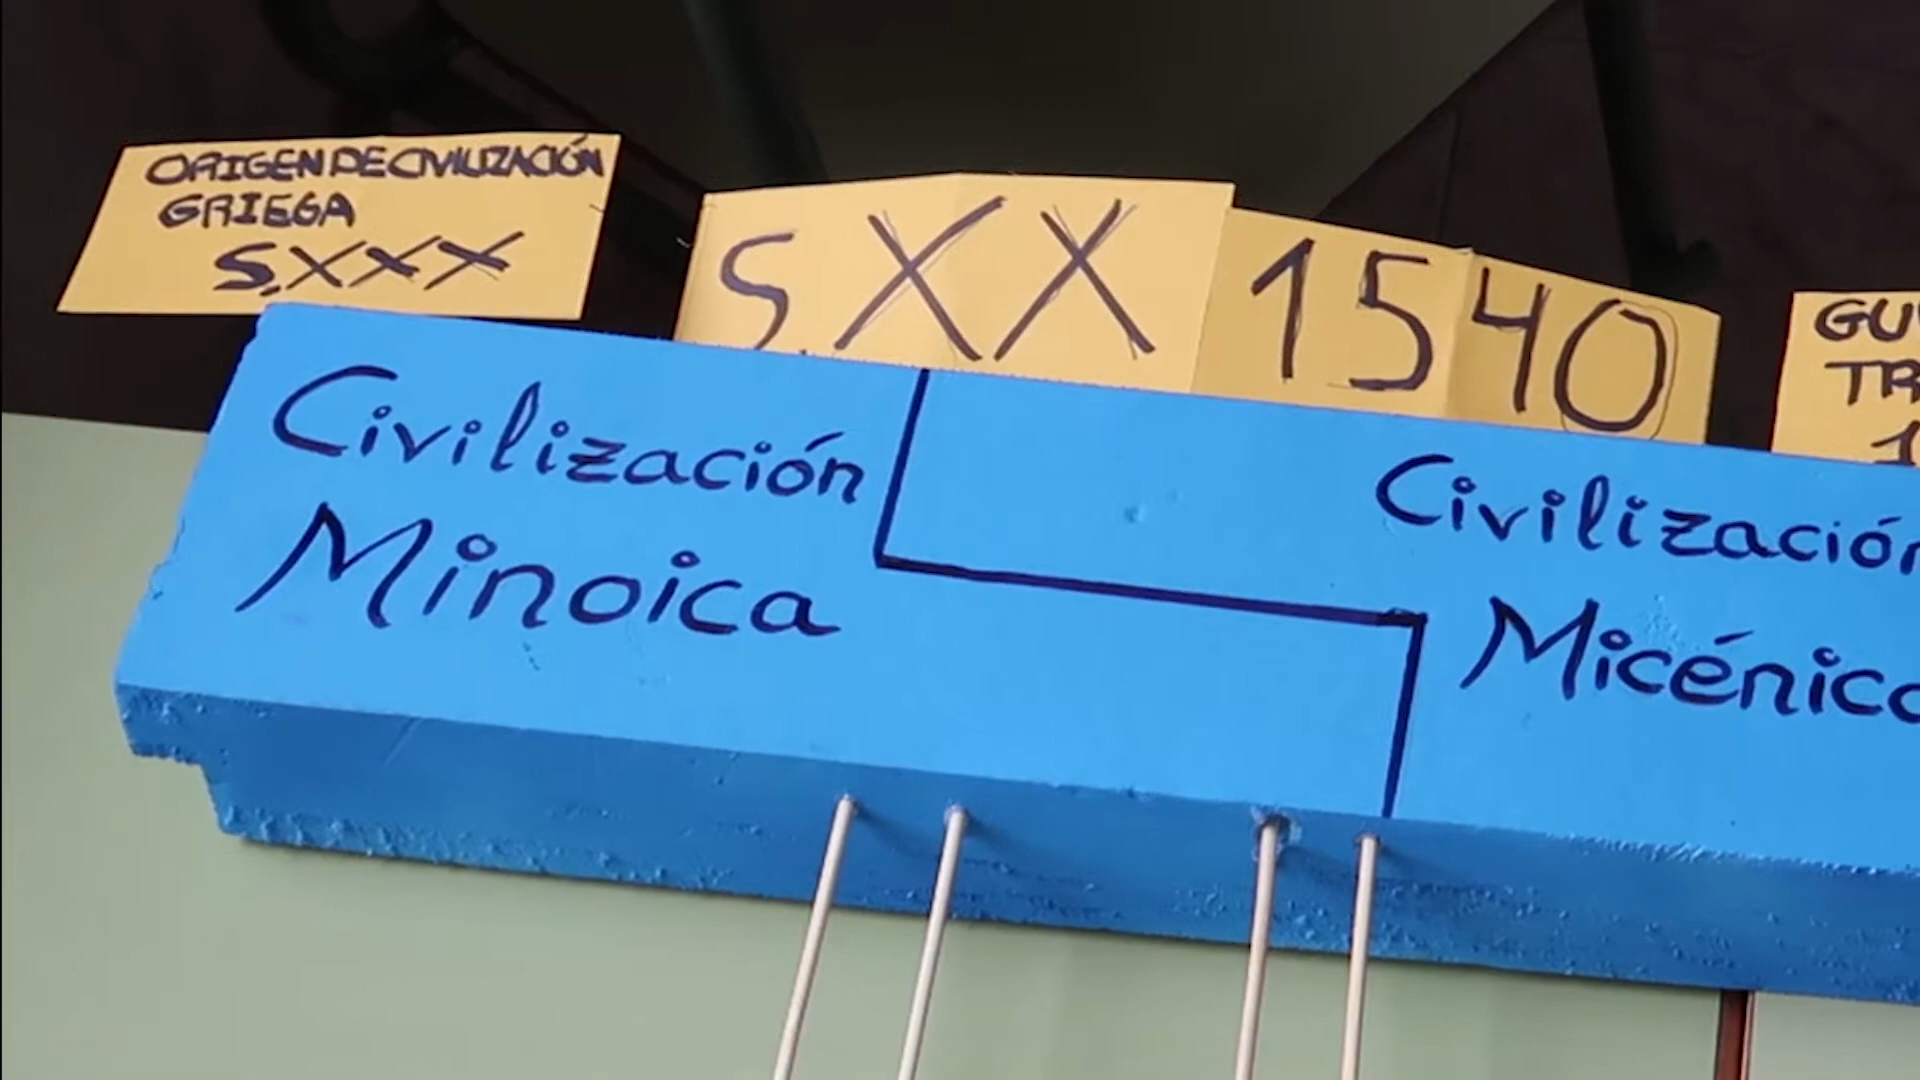 ORIGEN DE CIVILIZACIÓN
GRIEGA
S.XXX
S.XX
1540
Civilización
Minoica
Civilización
Micénica